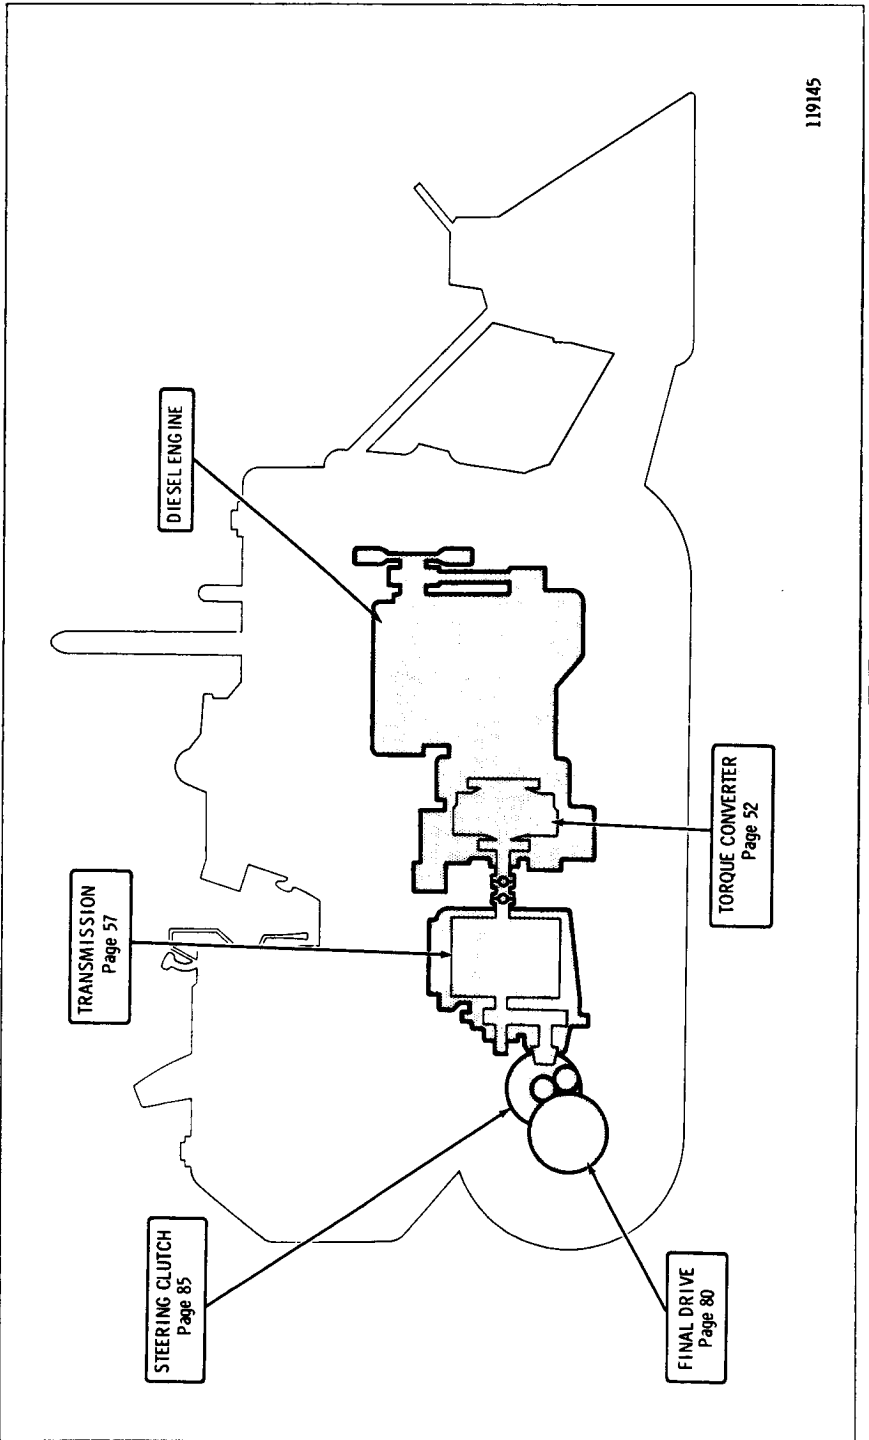 TRANSMISSION
Page 57
DIESEL ENGINE
STEERING CLUTCH
Page 85
FINAL DRIVE
Page 80
TORQUE CONVERTER
Page 52
119145